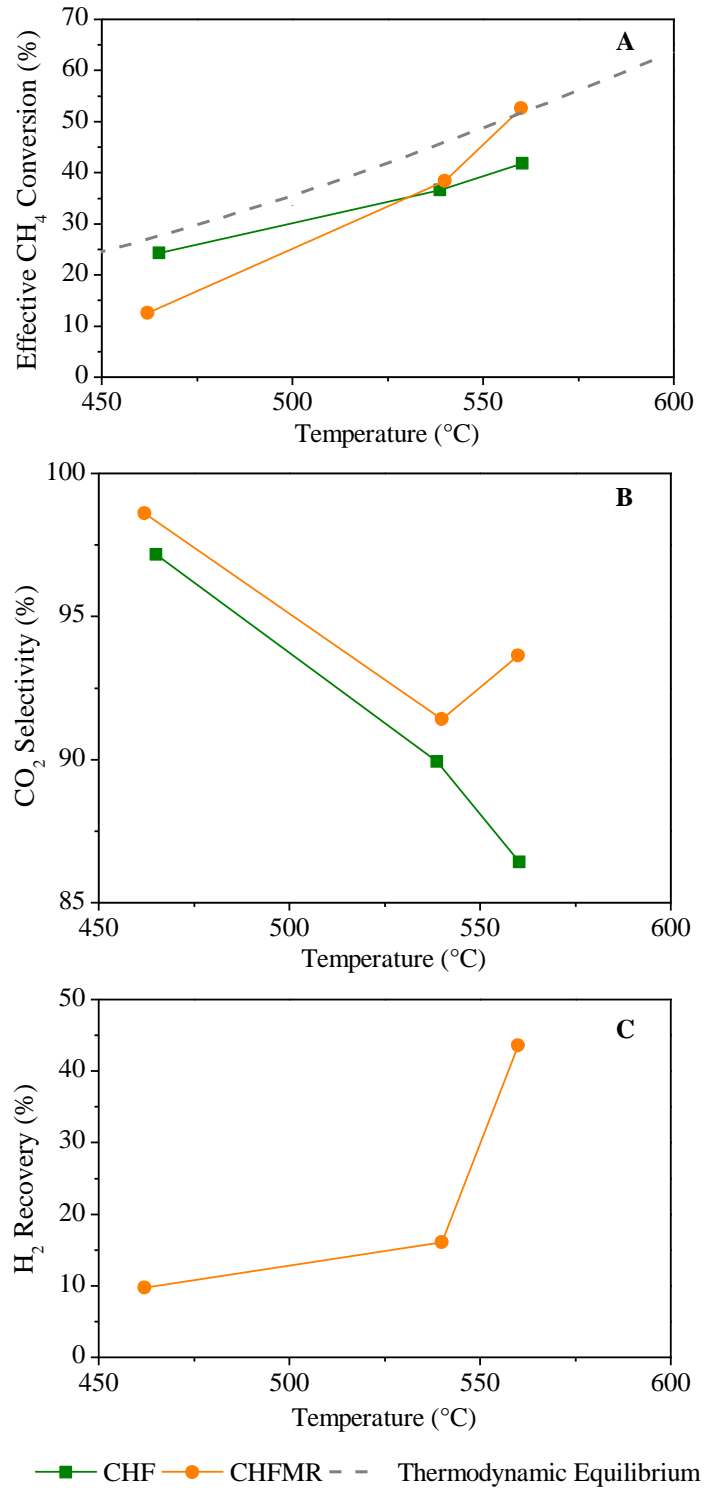 A
Effective CH₄ Conversion (%)
70
60
50
40
30
20
10
0
450 500 550 600
Temperature (°C)
B
CO₂ Selectivity (%)
100
95
90
85
450 500 550 600
Temperature (°C)
C
H₂ Recovery (%)
50
40
30
20
10
0
450 500 550 600
Temperature (°C)
CHF CHFMR Thermodynamic Equilibrium